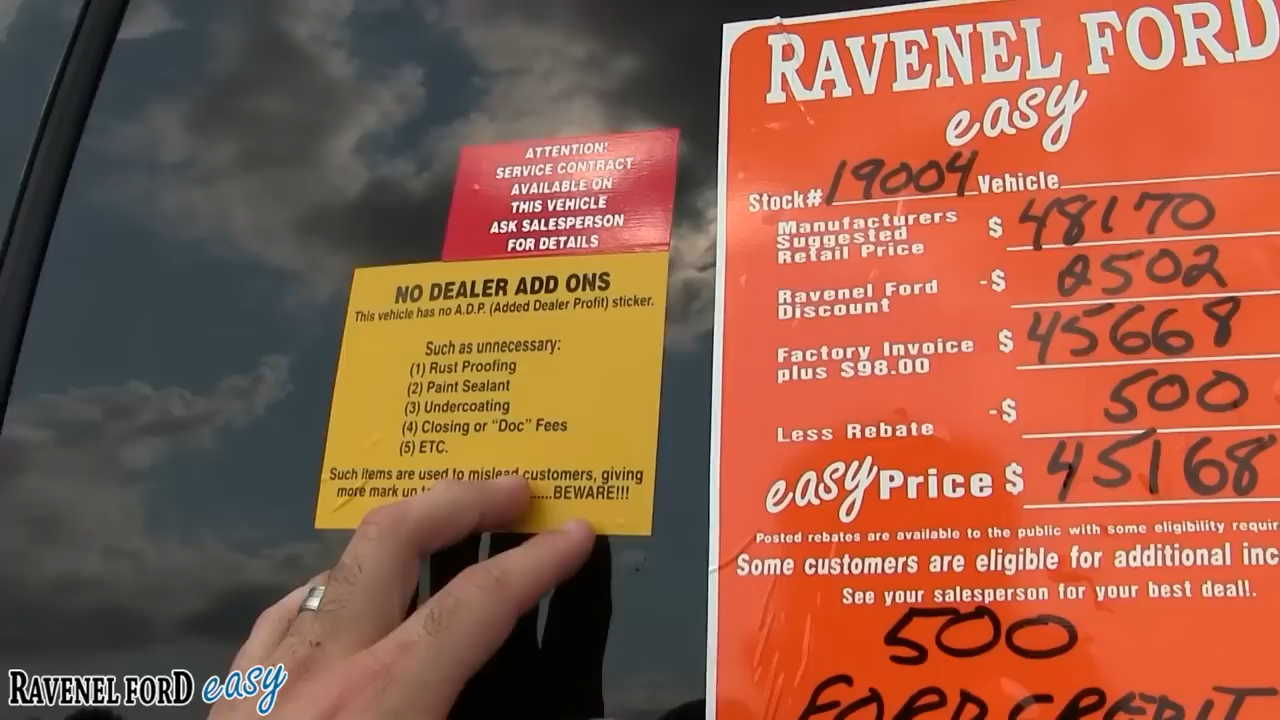 ATTENTION!
SERVICE CONTRACT
AVAILABLE ON
THIS VEHICLE
ASK SALESPERSON
FOR DETAILS
NO DEALER ADD ONS
This vehicle has no A.D.P. (Added Dealer Profit) sticker.
Such as unnecessary:
(1) Rust Proofing
(2) Paint Sealant
(3) Undercoating
(4) Closing or “Doc” Fees
(5) ETC.
Such items are used to mislead customers, giving
more mark up ......BEWARE!!!
RAVENEL FORD
easy
Stock# 19004 Vehicle
Manufacturers
Suggested
Retail Price $ 48170
Ravenel Ford
Discount -$ 2502
Factory Invoice
plus $98.00 $ 45668
Less Rebate -$ 500
easy Price $ 45168
Posted rebates are available to the public with some eligibility
Some customers are eligible for additional
See your salesperson for your best deal!.
500
FORD CREDIT
RAVENEL FORD easy